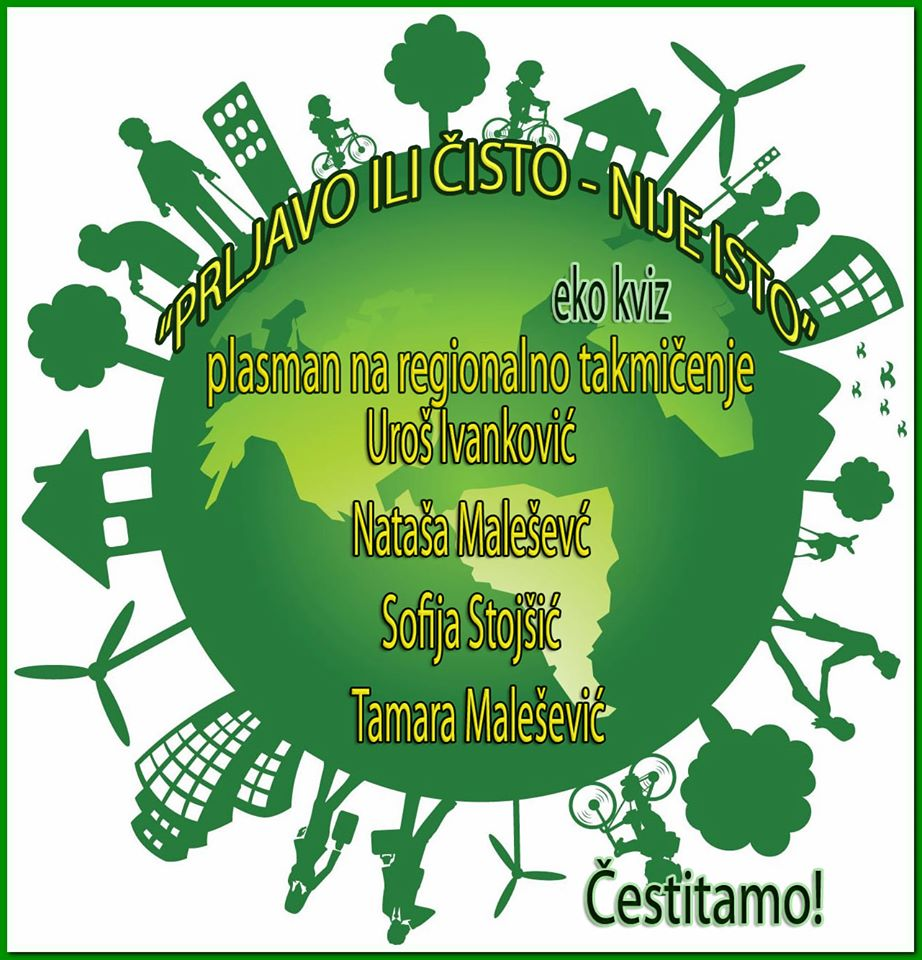 “PRLJAVO ILI ČISTO - NIJE ISTO"
eko kviz
plasman na regionalno takmičenje
Uroš Ivanković
Nataša Maleševć
Sofija Stojšić
Tamara Malešević
Čestitamo!